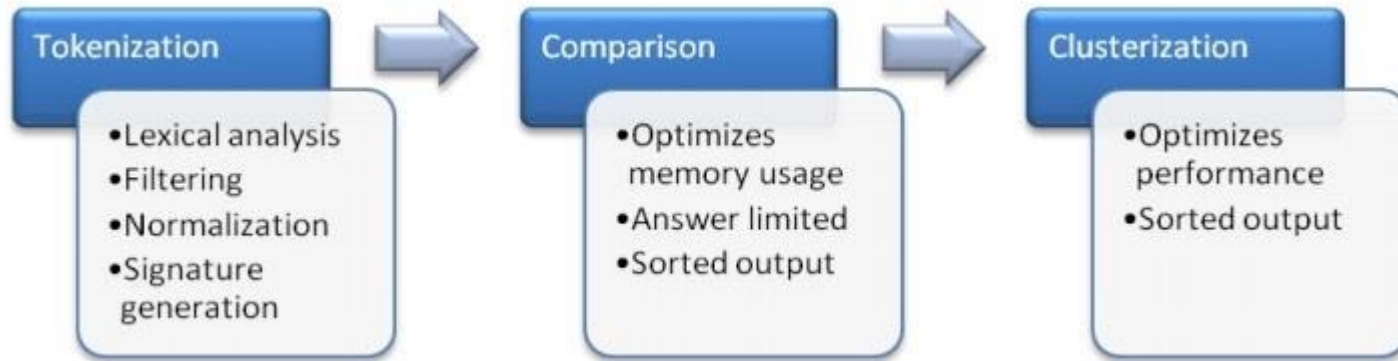 Tokenization
•Lexical analysis
•Filtering
•Normalization
•Signature
generation
Comparison
•Optimizes
memory usage
•Answer limited
•Sorted output
Clusterization
•Optimizes
performance
•Sorted output